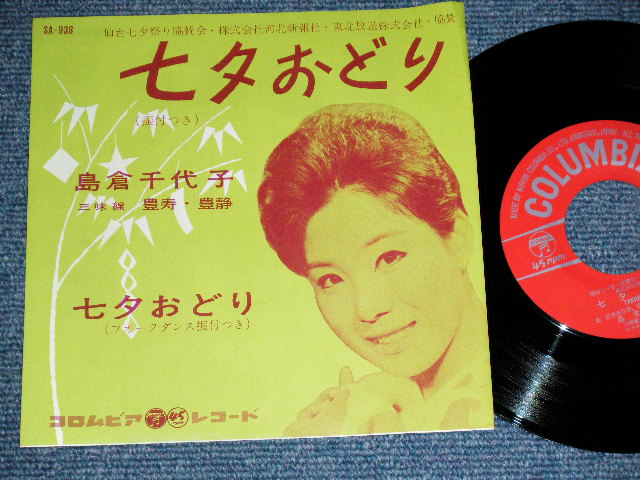 SA-938
仙台七夕祭り協賛会・株式会社河北新報社・東北放送株式会社・協賛
七夕おどり
(振付つき)
島倉千代子
三味線 豊寿・豊静
七夕おどり
(フォークダンス振付つき)
コロムビア レコード
COLUMBIA
45 rpm